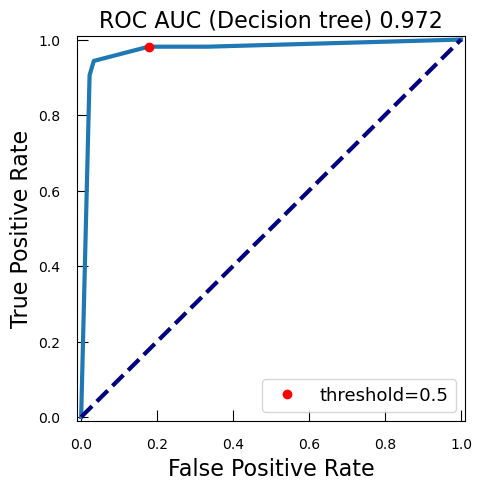 ROC AUC (Decision tree) 0.972
1.0
0.8
0.6
0.4
0.2
0.0
True Positive Rate
threshold=0.5
0.0 0.2 0.4 0.6 0.8 1.0
False Positive Rate